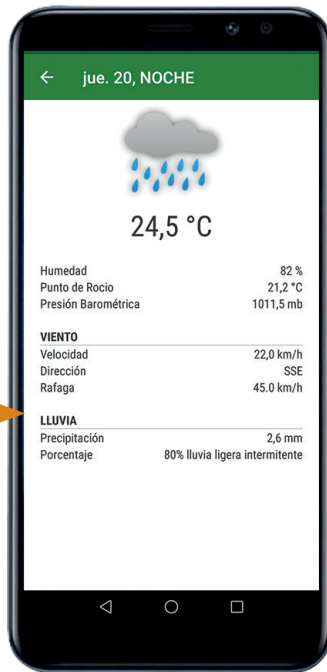 jue. 20, NOCHE
24,5 °C
Humedad 82 %
Punto de Rocio 21,2 °C
Presión Barométrica 1011,5 mb
VIENTO
Velocidad 22,0 km/h
Dirección SSE
Rafaga 45.0 km/h
LLUVIA
Precipitación 2,6 mm
Porcentaje 80% lluvia ligera intermitente